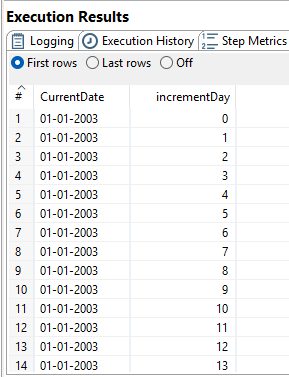 Execution Results
Logging Execution History Step Metrics
First rows Last rows Off
# CurrentDate incrementDay
1 01-01-2003 0
2 01-01-2003 1
3 01-01-2003 2
4 01-01-2003 3
5 01-01-2003 4
6 01-01-2003 5
7 01-01-2003 6
8 01-01-2003 7
9 01-01-2003 8
10 01-01-2003 9
11 01-01-2003 10
12 01-01-2003 11
13 01-01-2003 12
14 01-01-2003 13